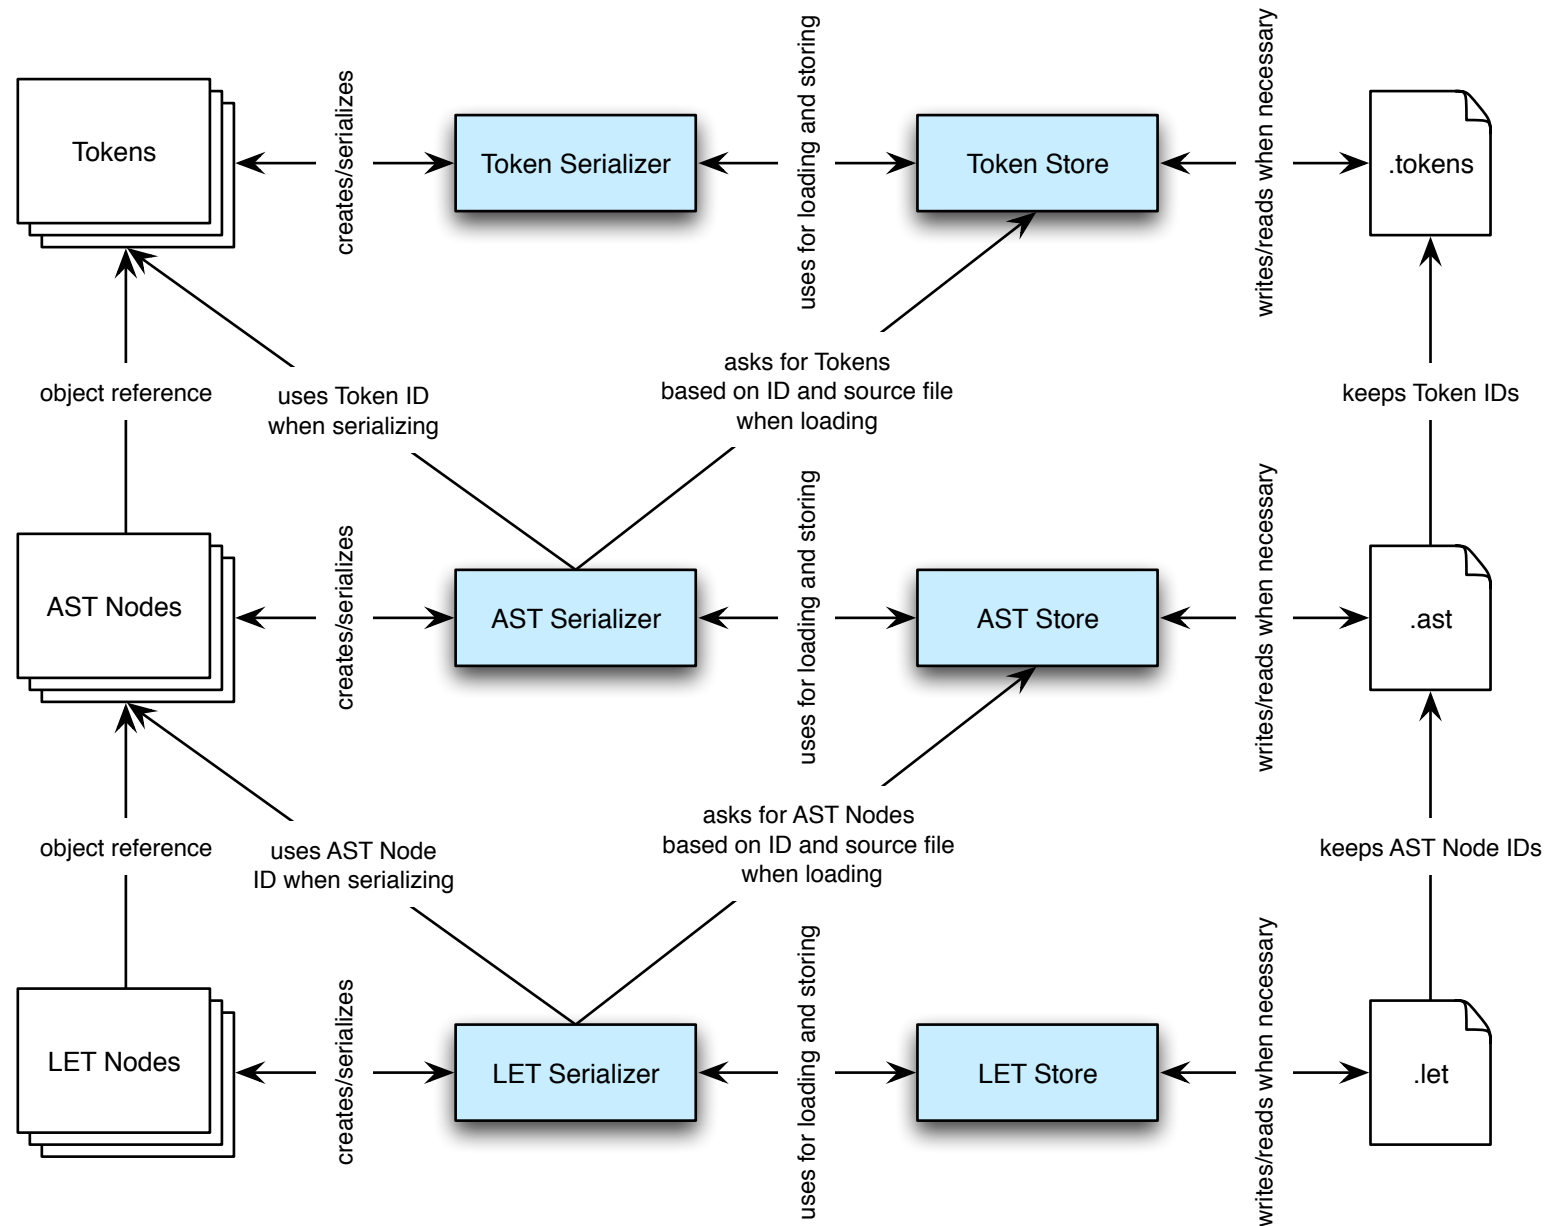 Tokens
creates/serializes
Token Serializer
uses for loading and storing
Token Store
writes/reads when necessary
.tokens
object reference
uses Token ID
when serializing
asks for Tokens
based on ID and source file
when loading
keeps Token IDs
AST Nodes
creates/serializes
AST Serializer
uses for loading and storing
AST Store
writes/reads when necessary
.ast
object reference
uses AST Node
ID when serializing
asks for AST Nodes
based on ID and source file
when loading
keeps AST Node IDs
LET Nodes
creates/serializes
LET Serializer
uses for loading and storing
LET Store
writes/reads when necessary
.let